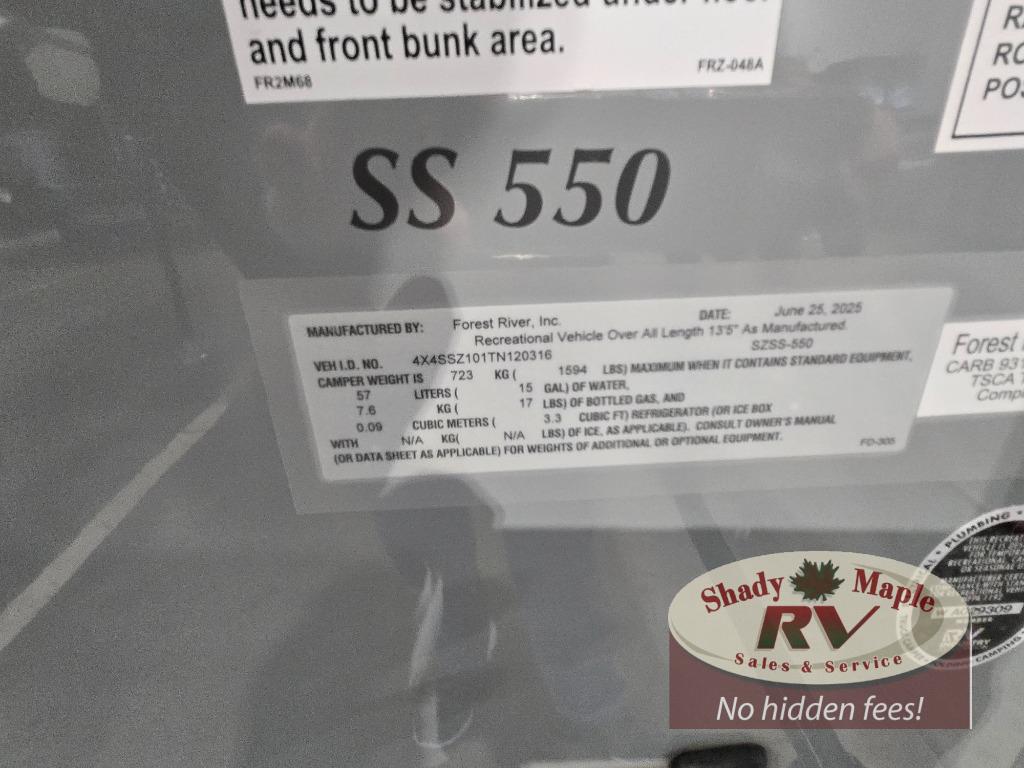 needs to be stabilized under
and front bunk area.
FR2M68
FRZ-048A
RO
POS
SS 550
MANUFACTURED BY: Forest River, Inc. DATE: June 25, 2025
Recreational Vehicle Over All Length 13'5" As Manufactured.
SZSS-550
VEH I.D. NO. 4X4SSZ101TN120316
CAMPER WEIGHT IS 723 KG ( 1594 LBS) MAXIMUM WHEN IT CONTAINS STANDARD EQUIPMENT,
57 LITERS ( 15 GAL) OF WATER,
7.6 KG ( 17 LBS) OF BOTTLED GAS, AND
0.09 CUBIC METERS ( 3.3 CUBIC FT) REFRIGERATOR (OR ICE BOX
WITH N/A KG( N/A LBS) OF ICE, AS APPLICABLE). CONSULT OWNER'S MANUAL
(OR DATA SHEET AS APPLICABLE) FOR WEIGHTS OF ADDITIONAL OR OPTIONAL EQUIPMENT.
FD-305
Forest
CARB 93
TSCA T
Comp
PLUMBING
Shady Maple
RV
Sales & Service
No hidden fees!